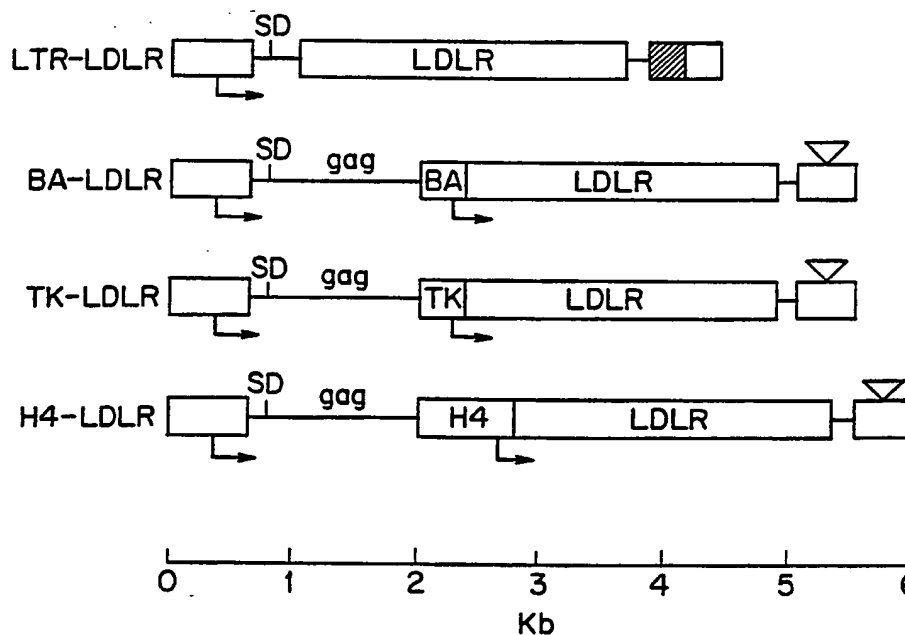 SD
LTR-LDLR LDLR
SD gag
BA-LDLR BA LDLR
SD gag
TK-LDLR TK LDLR
SD gag
H4-LDLR H4 LDLR
0 1 2 3 4 5 6
Kb